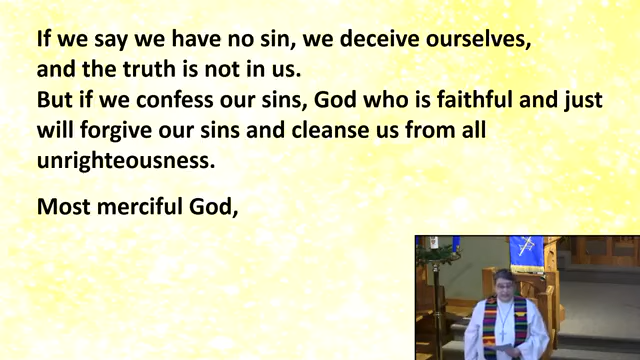 If we say we have no sin, we deceive ourselves,
and the truth is not in us.
But if we confess our sins, God who is faithful and just
will forgive our sins and cleanse us from all
unrighteousness.
Most merciful God,